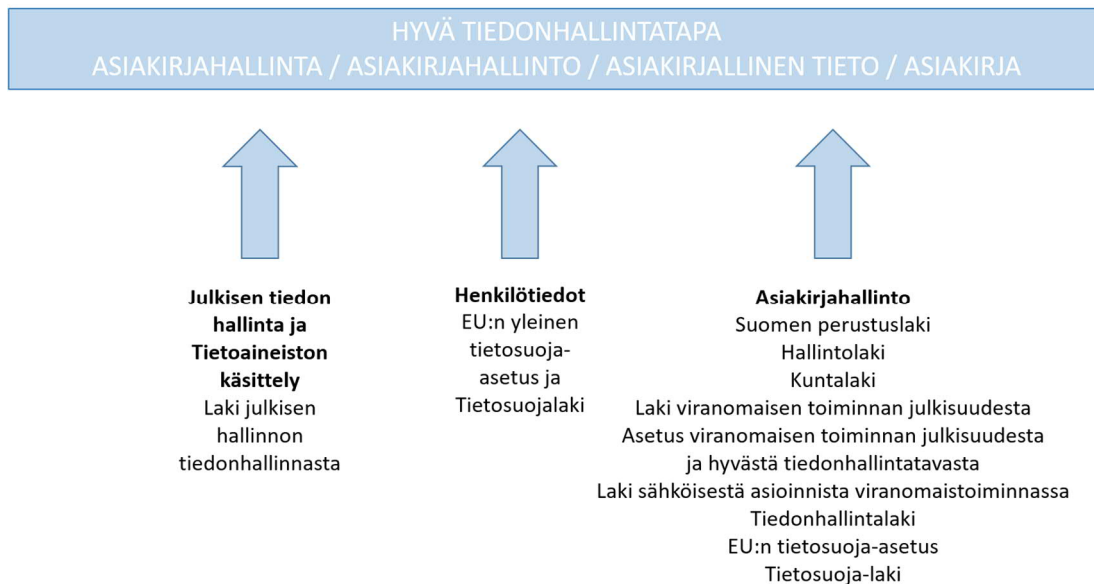 HYVÄ TIEDONHALLINTATAPA
ASIAKIRJAHALLINTA / ASIAKIRJAHALLINTO / ASIAKIRJALLINEN TIETO / ASIAKIRJA
Julkisen tiedon
hallinta ja
Tietoaineiston
käsittely
Laki julkisen
hallinnon
tiedonhallinnasta
Henkilötiedot
EU:n yleinen
tietosuoja-
asetus ja
Tietosuojalaki
Asiakirjahallinto
Suomen perustuslaki
Hallintolaki
Kuntalaki
Laki viranomaisen toiminnan julkisuudesta
Asetus viranomaisen toiminnan julkisuudesta
ja hyvästä tiedonhallintatavasta
Laki sähköisestä asioinnista viranomaistoiminnassa
Tiedonhallintalaki
EU:n tietosuoja-asetus
Tietosuoja-laki